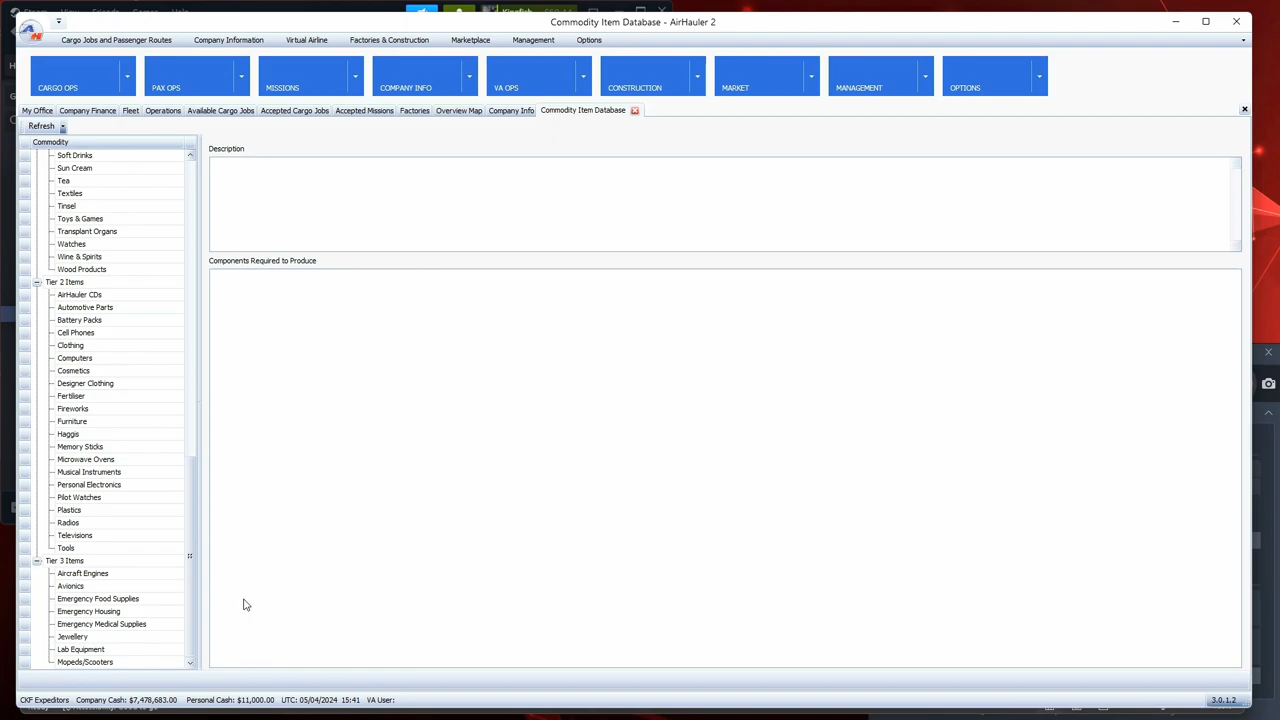 Commodity Item Database - AirHauler 2
Cargo Jobs and Passenger Routes Company Information Virtual Airline Factories & Construction Marketplace Management Options
CARGO OPS PAX OPS MISSIONS COMPANY INFO VA OPS CONSTRUCTION MARKET MANAGEMENT OPTIONS
My Office Company Finance Fleet Operations Available Cargo Jobs Accepted Cargo Jobs Accepted Missions Factories Overview Map Company Info Commodity Item Database
Refresh
Commodity
Description
Soft Drinks
Sun Cream
Tea
Textiles
Tinsel
Toys & Games
Transplant Organs
Watches
Wine & Spirits
Components Required to Produce
Wood Products
Tier 2 Items
AirHauler CDs
Automotive Parts
Battery Packs
Cell Phones
Clothing
Computers
Cosmetics
Designer Clothing
Fertiliser
Fireworks
Furniture
Haggis
Memory Sticks
Microwave Ovens
Musical Instruments
Personal Electronics
Pilot Watches
Plastics
Radios
Televisions
Tools
Tier 3 Items
Aircraft Engines
Avionics
Emergency Food Supplies
Emergency Housing
Emergency Medical Supplies
Jewellery
Lab Equipment
Mopeds/Scooters
CKF Expeditors Company Cash: $7,478,683.00 Personal Cash: $11,000.00 UTC: 05/04/2024 15:41 VA User: 3.0.1.2